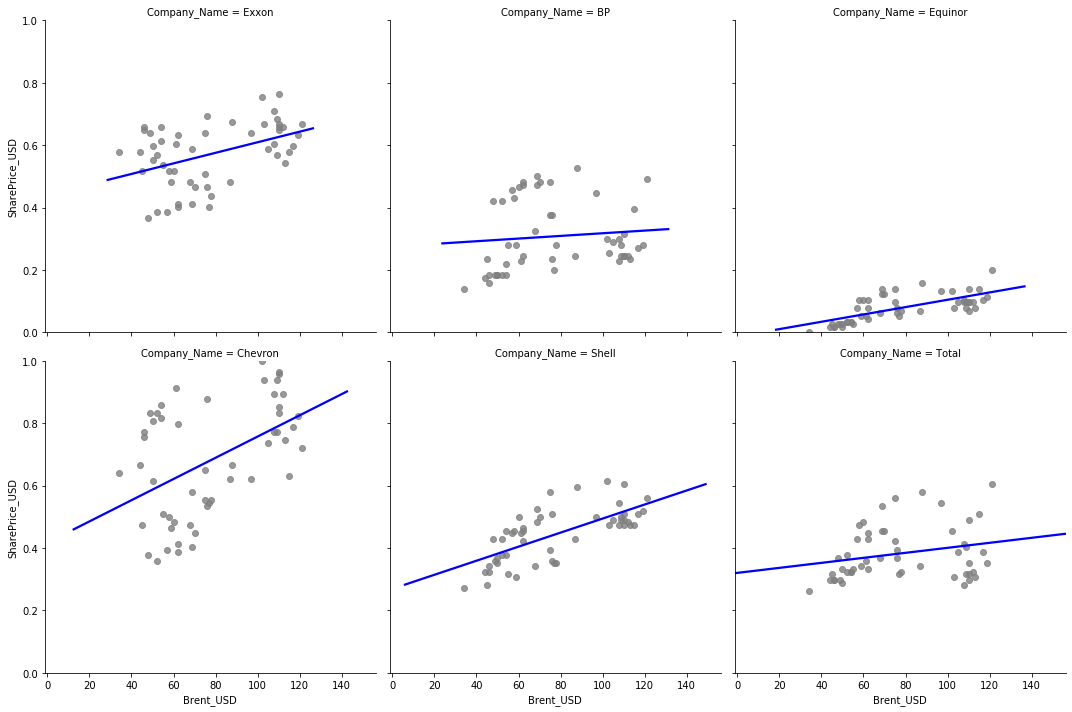 Company_Name = Exxon
Company_Name = BP
Company_Name = Equinor
1.0
0.8
0.6
0.4
0.2
0.0
SharePrice_USD
Company_Name = Chevron
Company_Name = Shell
Company_Name = Total
1.0
0.8
0.6
0.4
0.2
0.0
SharePrice_USD
0 20 40 60 80 100 120 140
0 20 40 60 80 100 120 140
0 20 40 60 80 100 120 140
Brent_USD
Brent_USD
Brent_USD